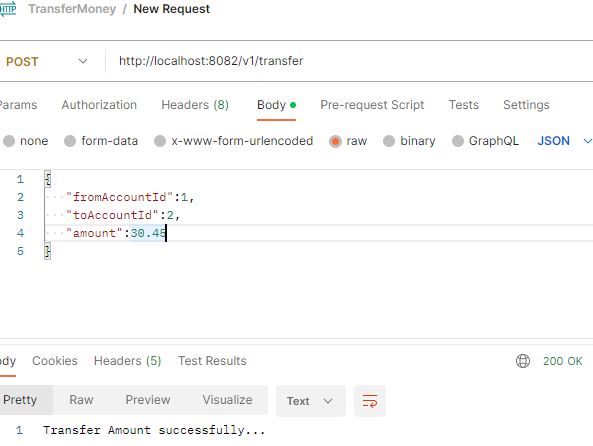 HTTP TransferMoney / New Request
POST http://localhost:8082/v1/transfer
Params Authorization Headers (8) Body Pre-request Script Tests Settings
none form-data x-www-form-urlencoded raw binary GraphQL JSON
1 {
2 "fromAccountId":1,
3 "toAccountId":2,
4 "amount":30.45
5 }
ody Cookies Headers (5) Test Results 200 OK
Pretty Raw Preview Visualize Text
1 Transfer Amount successfully...